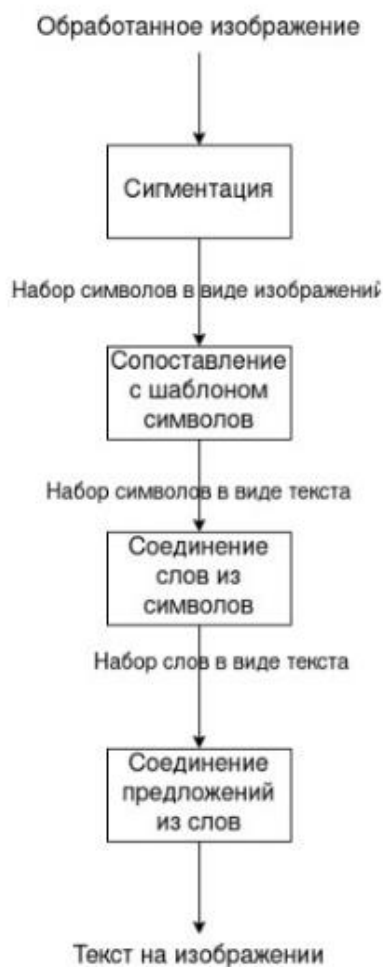 Обработанное изображение
Сигментация
Набор символов в виде изображений
Сопоставление
с шаблоном
символов
Набор символов в виде текста
Соединение
слов из
символов
Набор слов в виде текста
Соединение
предложений
из слов
Текст на изображении